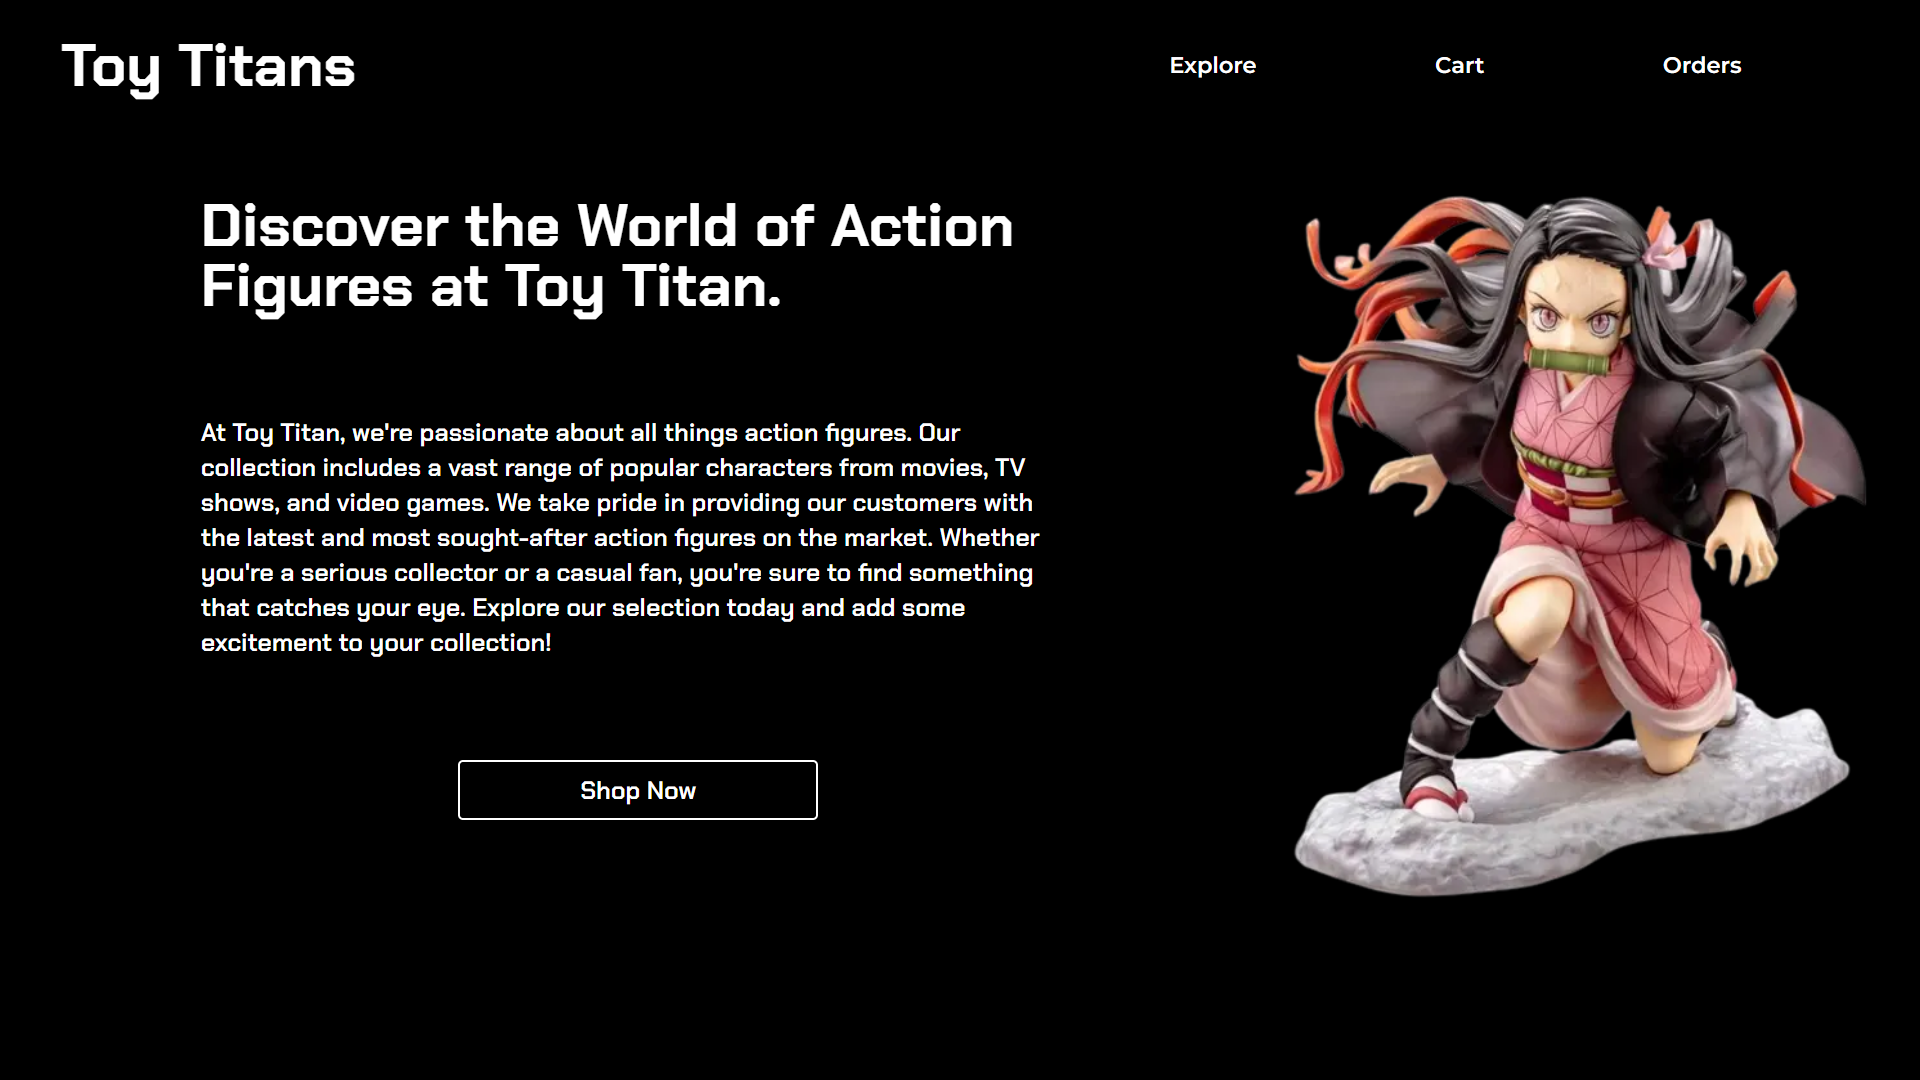 Toy Titans
Explore
Cart
Orders
Discover the World of Action
Figures at Toy Titan.
At Toy Titan, we're passionate about all things action figures. Our
collection includes a vast range of popular characters from movies, TV
shows, and video games. We take pride in providing our customers with
the latest and most sought-after action figures on the market. Whether
you're a serious collector or a casual fan, you're sure to find something
that catches your eye. Explore our selection today and add some
excitement to your collection!
Shop Now